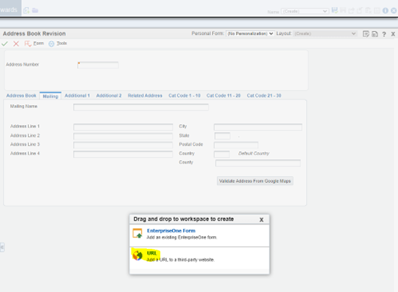 Address Book Revision
Personal Form: (No Personalization) Layout
Form Tools
Address Number
Address Book Mailing Additional 1 Additional 2 Related Address Cat Code 1 - 10 Cat Code 11 - 20 Cat Code 21 - 30
Mailing Name
Address Line 1 City
Address Line 2 State
Address Line 3 Postal Code
Address Line 4 Country Default Country
County
Validate Address From Google Maps
Drag and drop to workspace to create X
EnterpriseOne Form
Add an existing EnterpriseOne form.
URL
Add a URL to a third-party website.